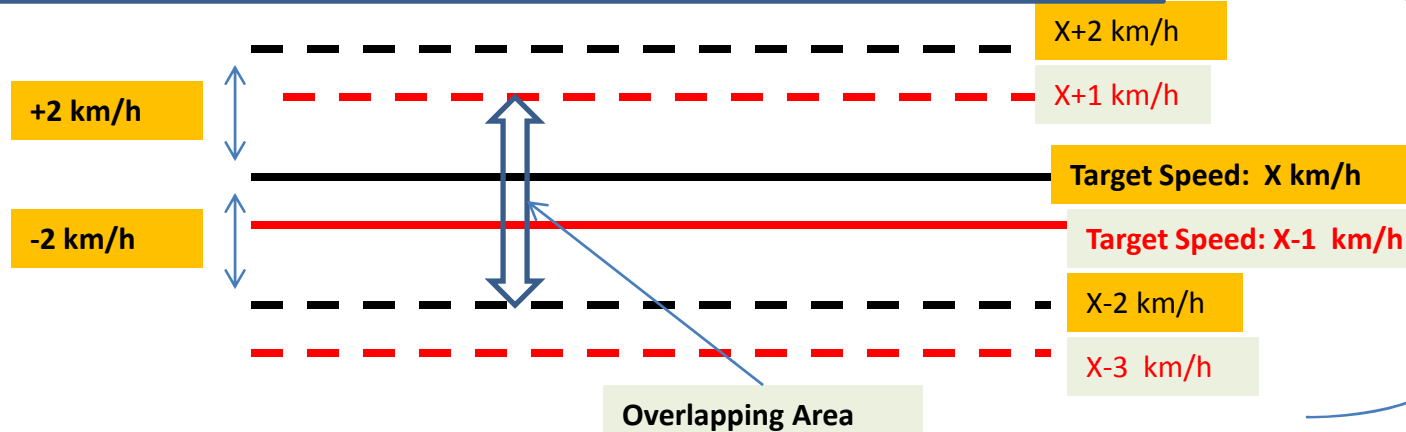 X+2 km/h
X+1 km/h
+2 km/h
Target Speed: X km/h
Target Speed: X-1 km/h
-2 km/h
X-2 km/h
X-3 km/h
Overlapping Area